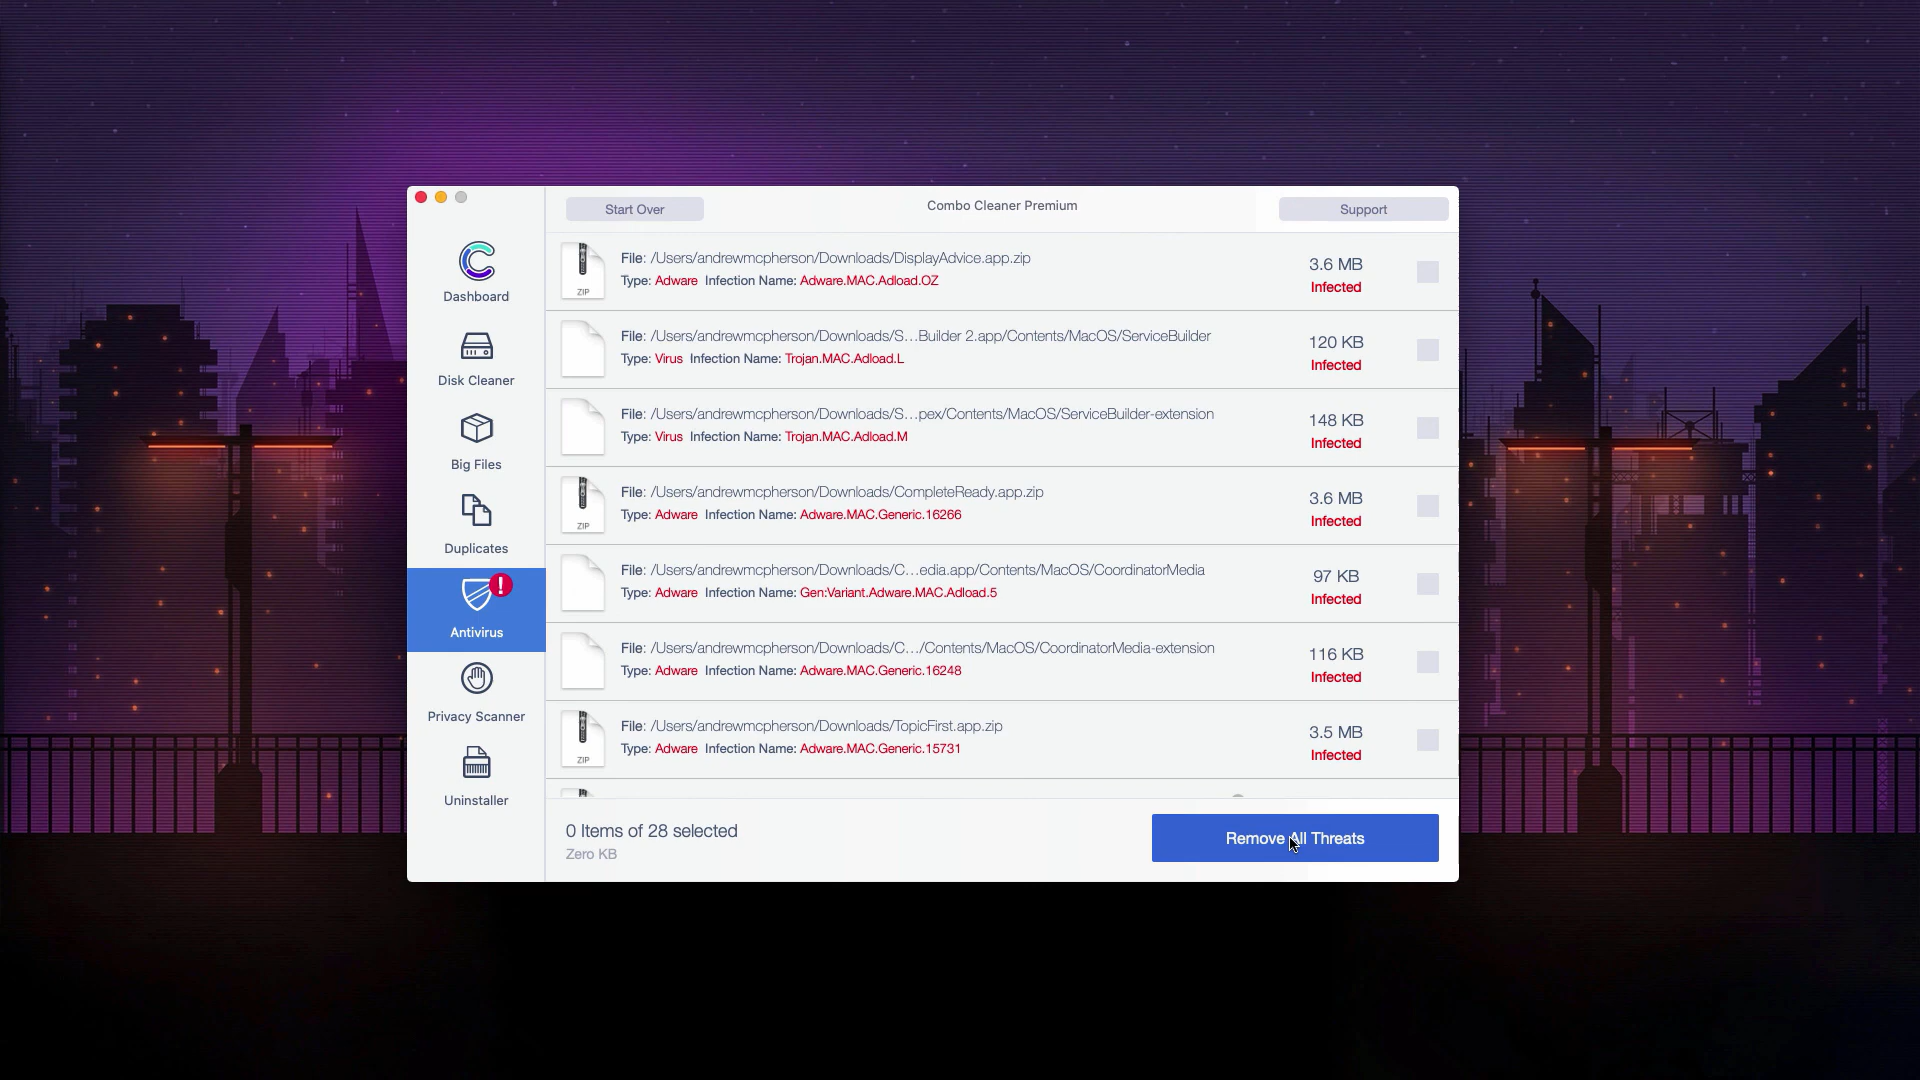 Start Over
Combo Cleaner Premium
Support
Dashboard
Disk Cleaner
Big Files
Duplicates
Antivirus
Privacy Scanner
Uninstaller
File: /Users/andrewmcpherson/Downloads/DisplayAdvice.app.zip
Type: Adware Infection Name: Adware.MAC.Adload.OZ
3.6 MB
Infected
ZIP
File: /Users/andrewmcpherson/Downloads/S...Builder 2.app/Contents/MacOS/ServiceBuilder
Type: Virus Infection Name: Trojan.MAC.Adload.L
120 KB
Infected
File: /Users/andrewmcpherson/Downloads/S...pex/Contents/MacOS/ServiceBuilder-extension
Type: Virus Infection Name: Trojan.MAC.Adload.M
148 KB
Infected
File: /Users/andrewmcpherson/Downloads/CompleteReady.app.zip
Type: Adware Infection Name: Adware.MAC.Generic.16266
3.6 MB
Infected
ZIP
File: /Users/andrewmcpherson/Downloads/C...edia.app/Contents/MacOS/CoordinatorMedia
Type: Adware Infection Name: Gen:Variant.Adware.MAC.Adload.5
97 KB
Infected
File: /Users/andrewmcpherson/Downloads/C.../Contents/MacOS/CoordinatorMedia-extension
Type: Adware Infection Name: Adware.MAC.Generic.16248
116 KB
Infected
File: /Users/andrewmcpherson/Downloads/TopicFirst.app.zip
Type: Adware Infection Name: Adware.MAC.Generic.15731
3.5 MB
Infected
ZIP
0 Items of 28 selected
Zero KB
Remove All Threats